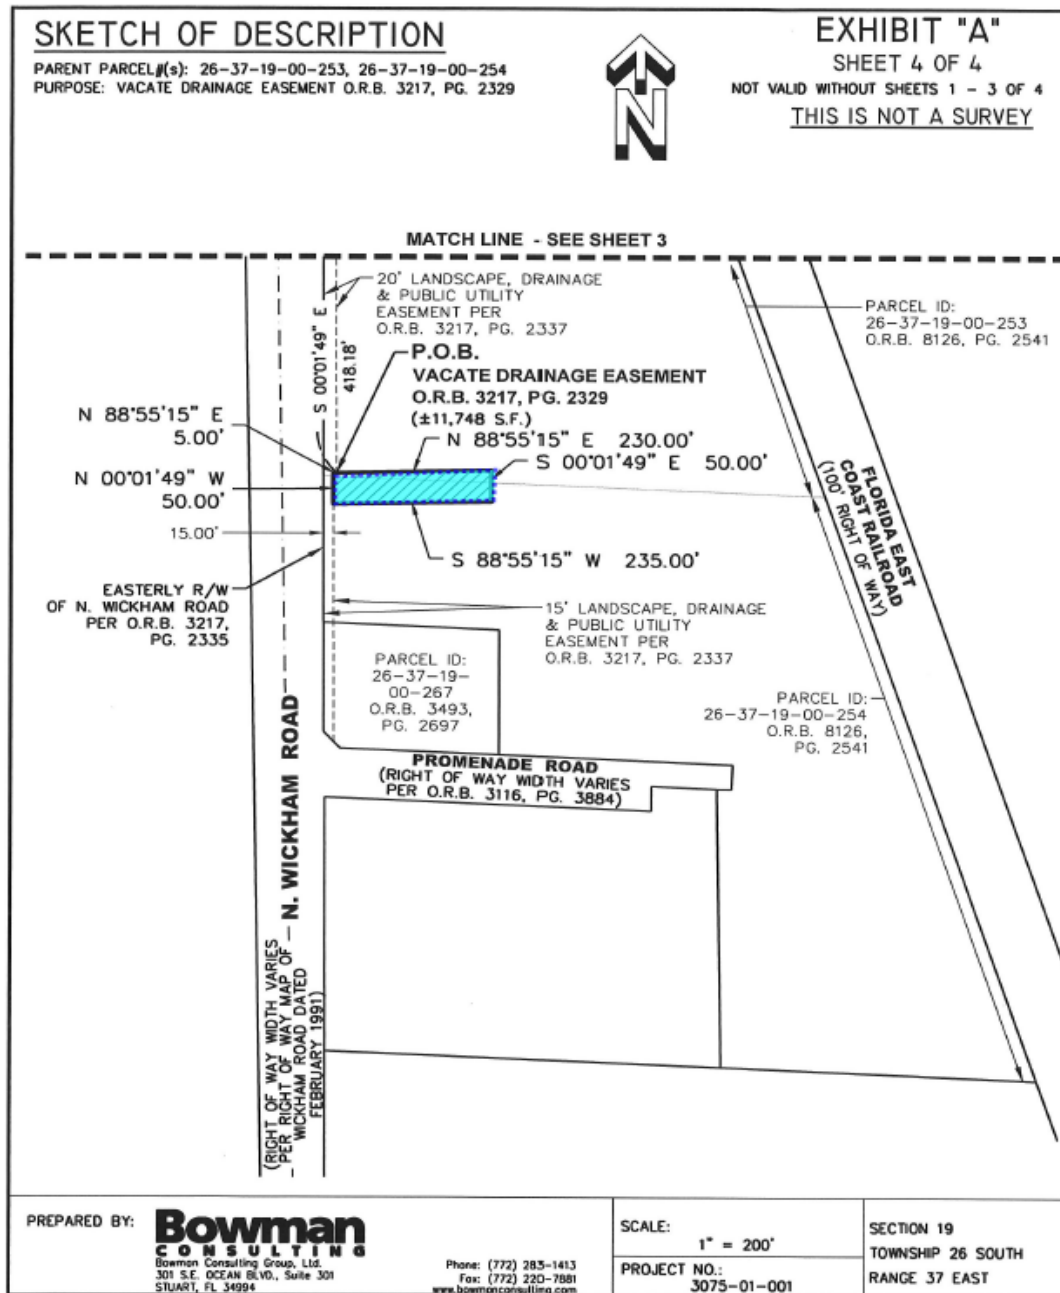 SKETCH OF DESCRIPTION
PARENT PARCEL#(s): 26-37-19-00-253, 26-37-19-00-254
PURPOSE: VACATE DRAINAGE EASEMENT O.R.B. 3217, PG. 2329
N
EXHIBIT "A"
SHEET 4 OF 4
NOT VALID WITHOUT SHEETS 1 - 3 OF 4
THIS IS NOT A SURVEY
MATCH LINE - SEE SHEET 3
20' LANDSCAPE, DRAINAGE
& PUBLIC UTILITY
EASEMENT PER
O.R.B. 3217, PG. 2337
S 00°01'49" E
418.18'
PARCEL ID:
26-37-19-00-253
O.R.B. 8126, PG. 2541
P.O.B.
VACATE DRAINAGE EASEMENT
O.R.B. 3217, PG. 2329
(±11,748 S.F.)
N 88°55'15" E
5.00'
N 88°55'15" E 230.00'
S 00°01'49" E 50.00'
N 00°01'49" W
50.00'
15.00'
S 88°55'15" W 235.00'
FLORIDA EAST
COAST RAILROAD
(100' RIGHT OF WAY)
EASTERLY R/W
OF N. WICKHAM ROAD
PER O.R.B. 3217,
PG. 2335
15' LANDSCAPE, DRAINAGE
& PUBLIC UTILITY
EASEMENT PER
O.R.B. 3217, PG. 2337
PARCEL ID:
26-37-19-
00-267
O.R.B. 3493,
PG. 2697
PARCEL ID:
26-37-19-00-254
O.R.B. 8126,
PG. 2541
PROMENADE ROAD
(RIGHT OF WAY WIDTH VARIES
PER O.R.B. 3116, PG. 3884)
N. WICKHAM ROAD
(RIGHT OF WAY WIDTH VARIES
PER RIGHT OF WAY MAP OF
WICKHAM ROAD DATED
FEBRUARY 1991)
PREPARED BY:
Bowman
CONSULTING
Bowman Consulting Group, Ltd.
301 S.E. OCEAN BLVD., Suite 301
STUART, FL 34994
Phone: (772) 283-1413
Fax: (772) 220-7881
www.bowmanconsulting.com
SCALE:
1" = 200'
PROJECT NO.:
3075-01-001
SECTION 19
TOWNSHIP 26 SOUTH
RANGE 37 EAST